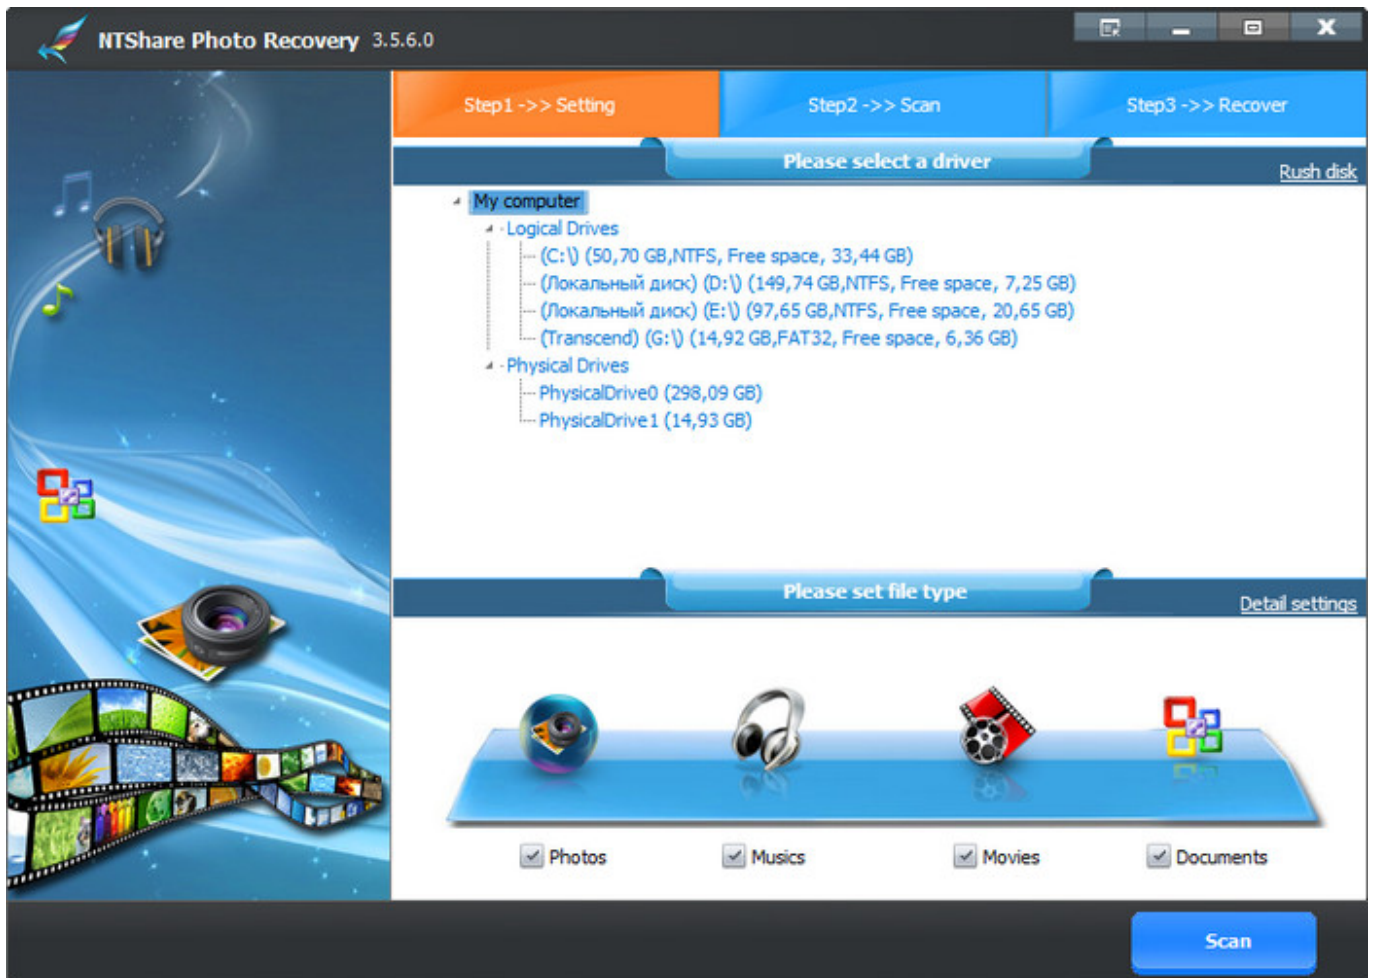 NTShare Photo Recovery 3.5.6.0
Step1 ->> Setting
Step2 ->> Scan
Step3 ->> Recover
Please select a driver
Rush disk
My computer
Logical Drives
(C:\) (50,70 GB,NTFS, Free space, 33,44 GB)
(Локальный диск) (D:\) (149,74 GB,NTFS, Free space, 7,25 GB)
(Локальный диск) (E:\) (97,65 GB,NTFS, Free space, 20,65 GB)
(Transcend) (G:\) (14,92 GB,FAT32, Free space, 6,36 GB)
Physical Drives
PhysicalDrive0 (298,09 GB)
PhysicalDrive1 (14,93 GB)
Please set file type
Detail settings
Photos
Musics
Movies
Documents
Scan